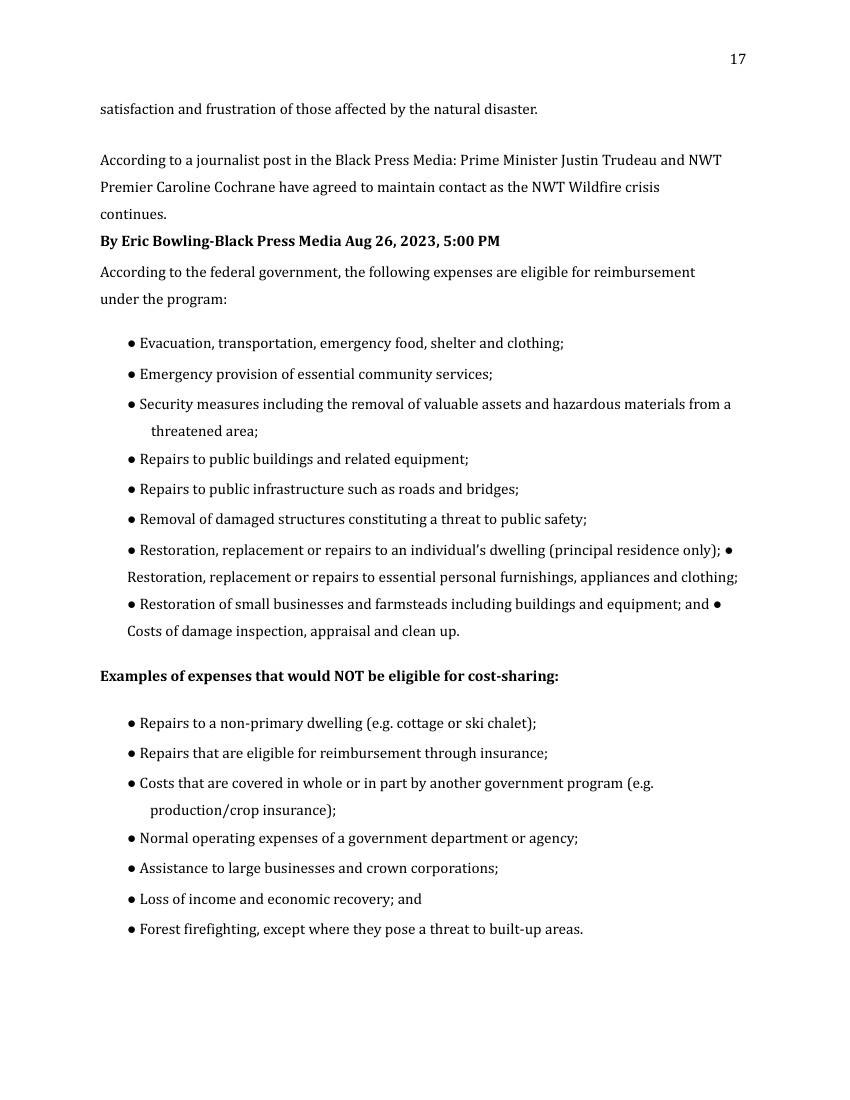 17
satisfaction and frustration of those affected by the natural disaster.
According to a journalist post in the Black Press Media: Prime Minister Justin Trudeau and NWT
Premier Caroline Cochrane have agreed to maintain contact as the NWT Wildfire crisis
continues.
By Eric Bowling-Black Press Media Aug 26, 2023, 5:00 PM
According to the federal government, the following expenses are eligible for reimbursement
under the program:
● Evacuation, transportation, emergency food, shelter and clothing;
● Emergency provision of essential community services;
● Security measures including the removal of valuable assets and hazardous materials from a
threatened area;
● Repairs to public buildings and related equipment;
● Repairs to public infrastructure such as roads and bridges;
● Removal of damaged structures constituting a threat to public safety;
● Restoration, replacement or repairs to an individual’s dwelling (principal residence only); ●
Restoration, replacement or repairs to essential personal furnishings, appliances and clothing;
● Restoration of small businesses and farmsteads including buildings and equipment; and ●
Costs of damage inspection, appraisal and clean up.
Examples of expenses that would NOT be eligible for cost-sharing:
● Repairs to a non-primary dwelling (e.g. cottage or ski chalet);
● Repairs that are eligible for reimbursement through insurance;
● Costs that are covered in whole or in part by another government program (e.g.
production/crop insurance);
● Normal operating expenses of a government department or agency;
● Assistance to large businesses and crown corporations;
● Loss of income and economic recovery; and
● Forest firefighting, except where they pose a threat to built-up areas.